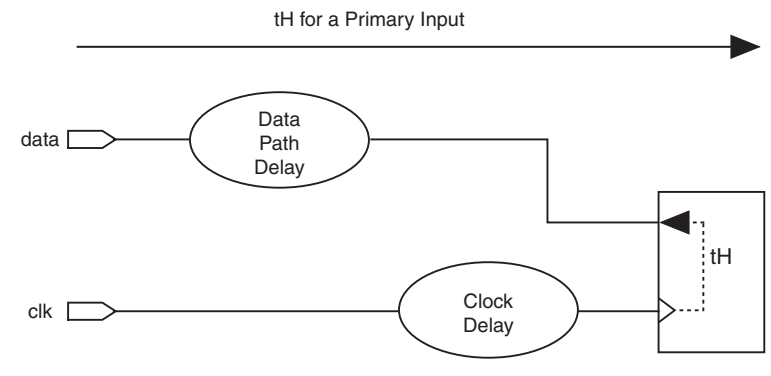 tH for a Primary Input
data
Data
Path
Delay
tH
clk
Clock
Delay